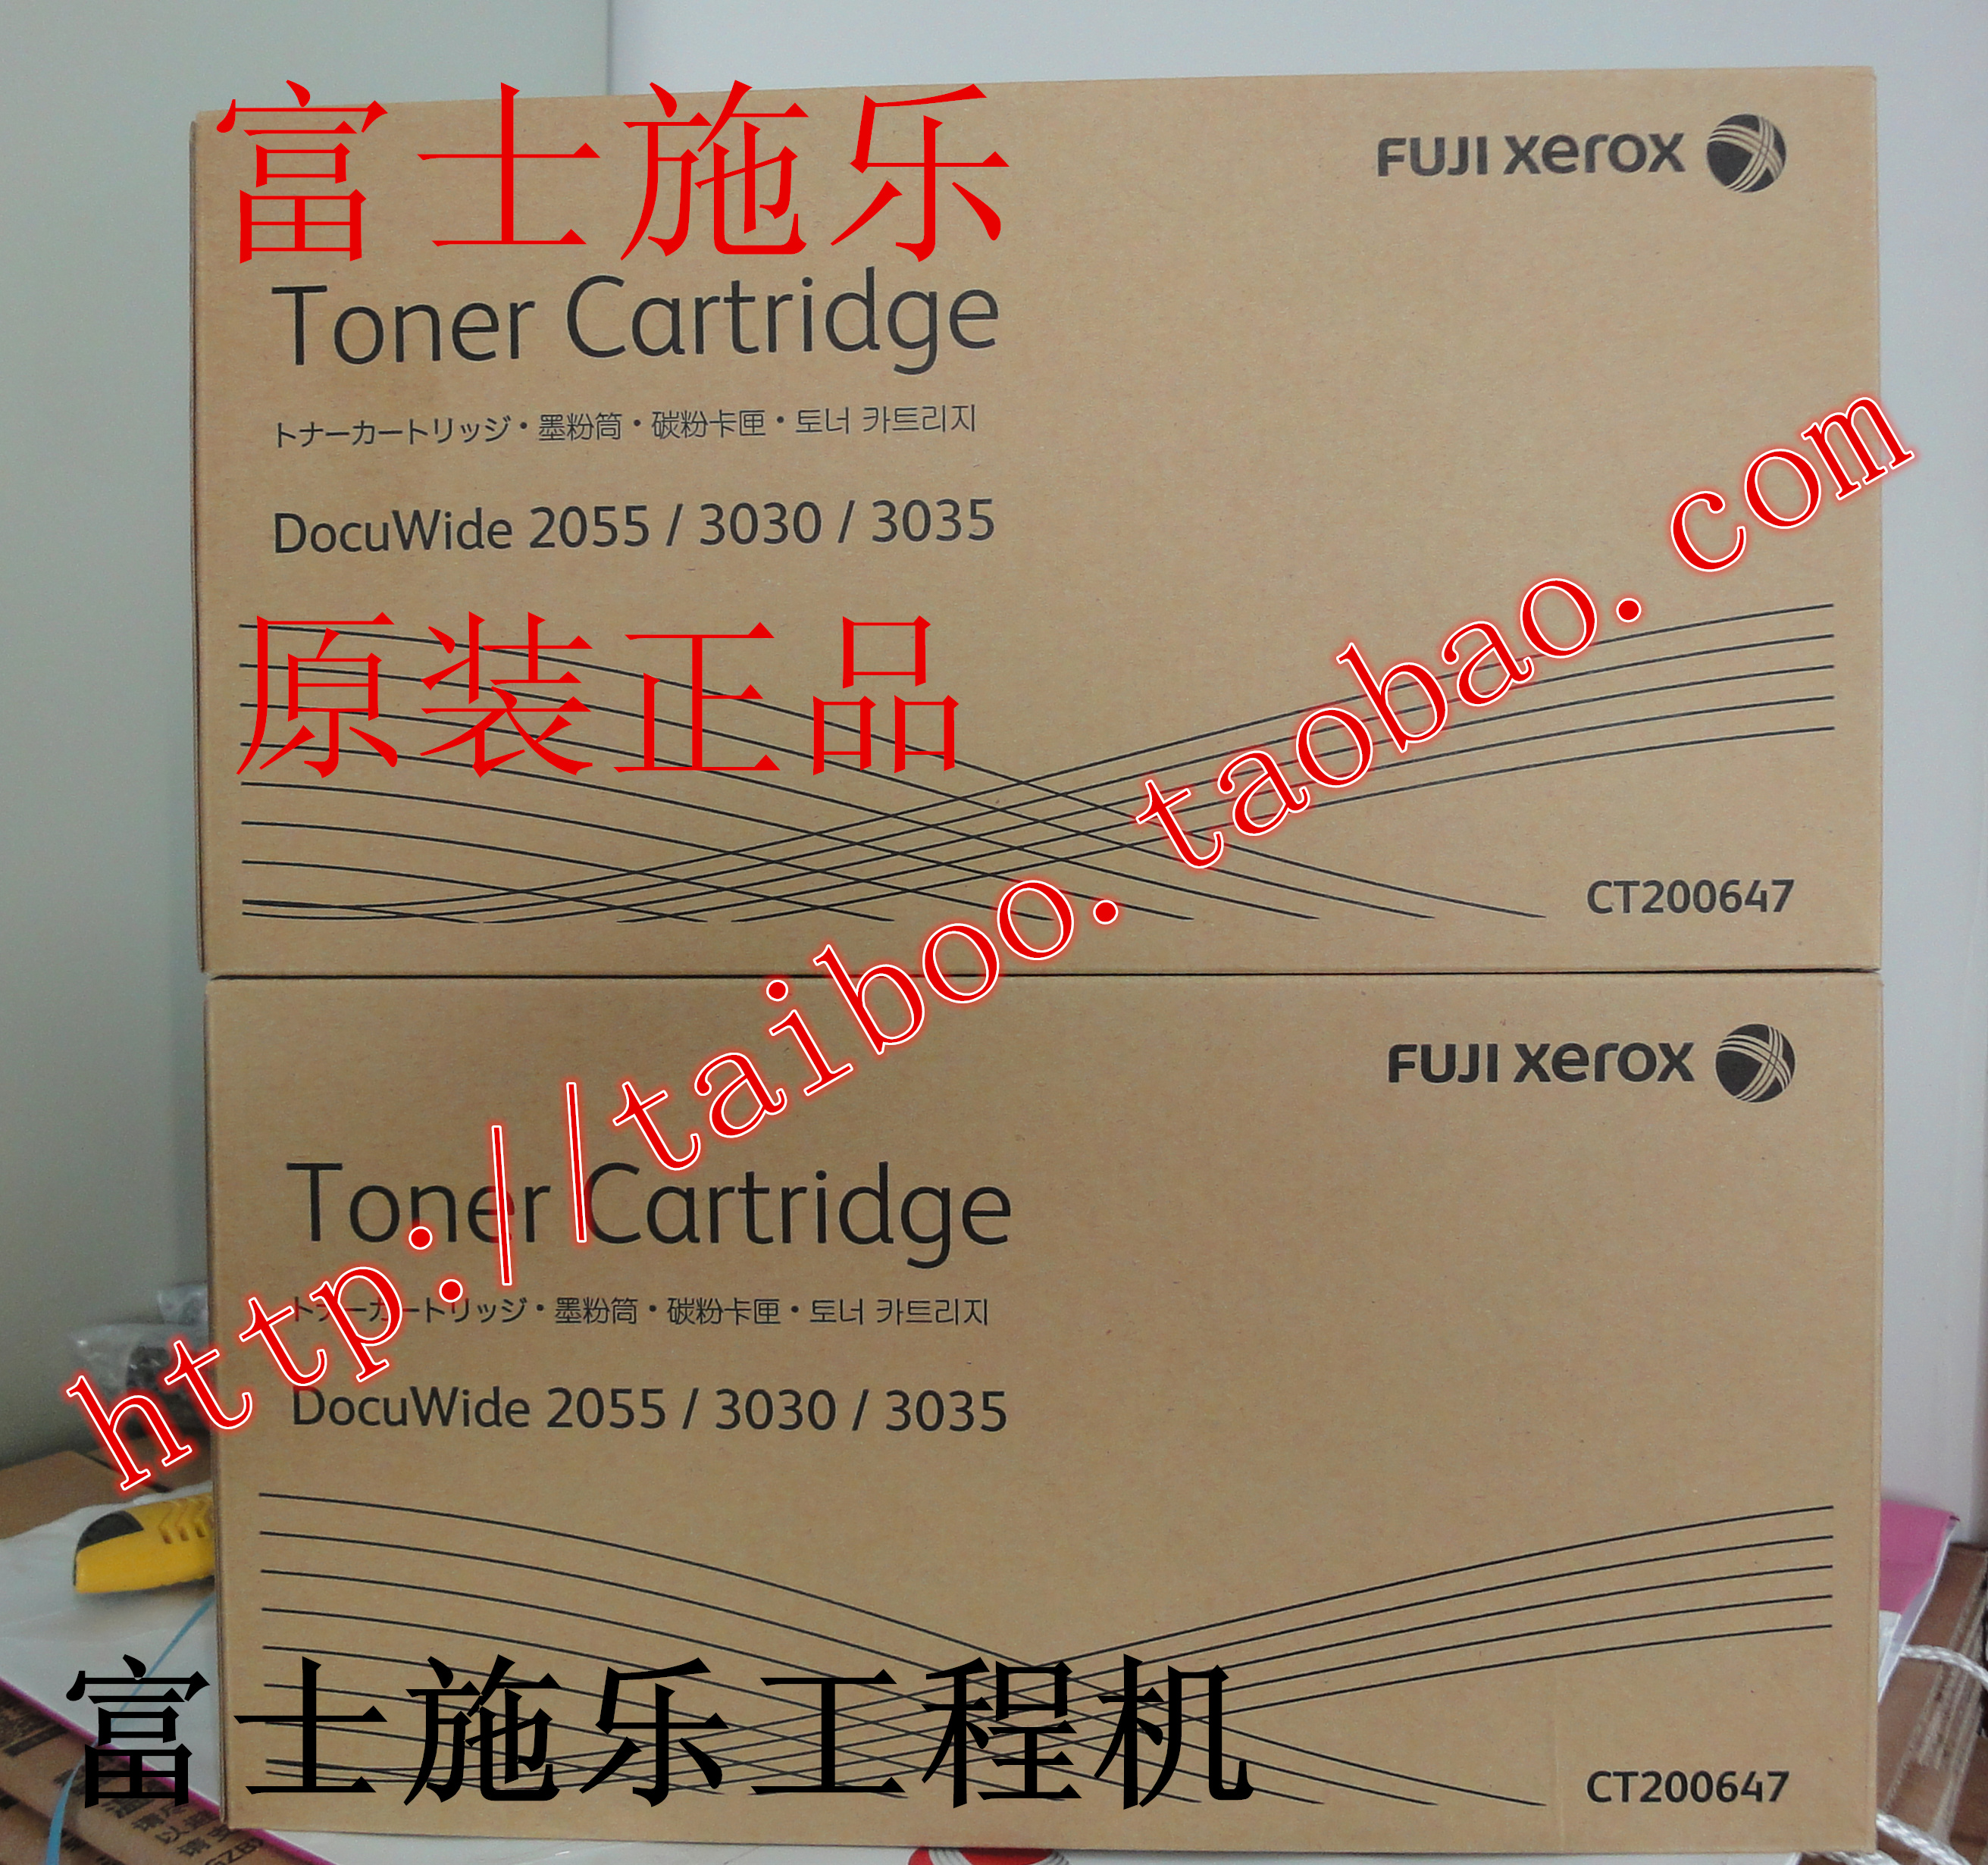 富士施乐
FUJI xerox
Toner Cartridge
トナーカートリッジ・墨粉筒・碳粉卡匣・토너 카트리지
DocuWide 2055 / 3030 / 3035
原装正品
http://taiboo.taobao.com
CT200647
FUJI xerox
Toner Cartridge
トナーカートリッジ・墨粉筒・碳粉卡匣・토너 카트리지
DocuWide 2055 / 3030 / 3035
富士施乐工程机
CT200647